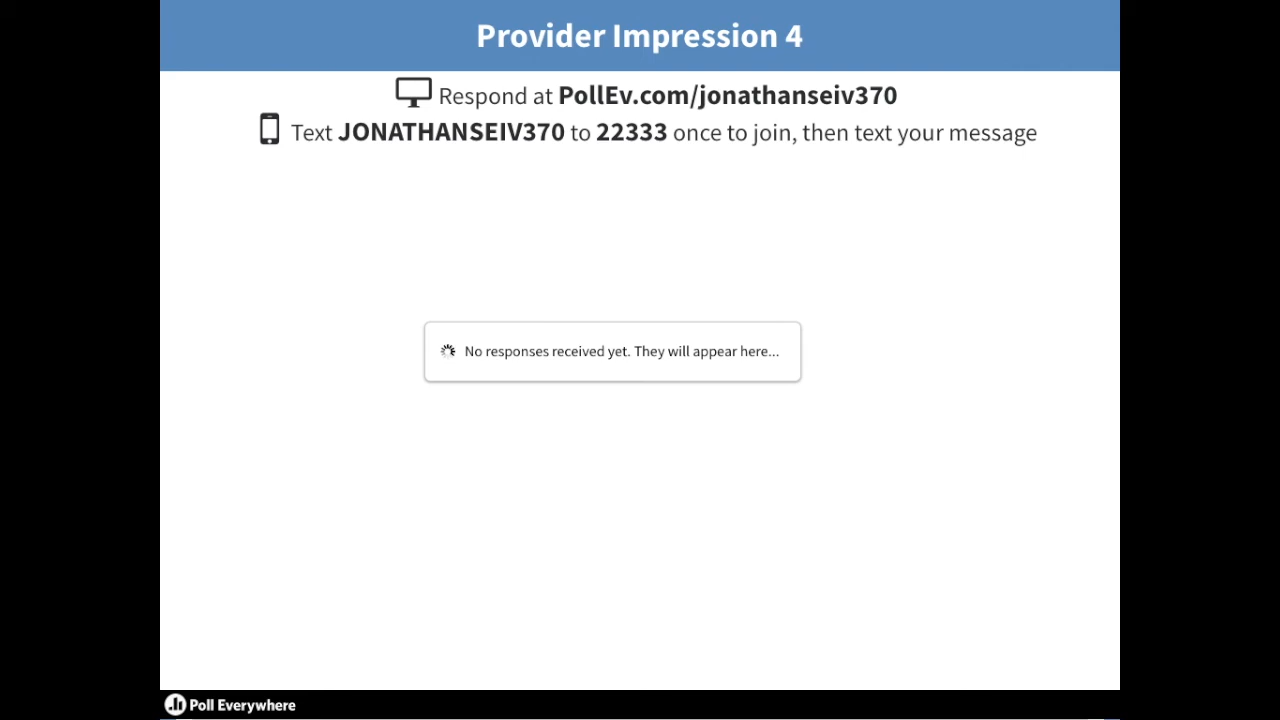 Provider Impression 4
Respond at PollEv.com/jonathanseiv370
Text JONATHANSEIV370 to 22333 once to join, then text your message
No responses received yet. They will appear here...
Poll Everywhere